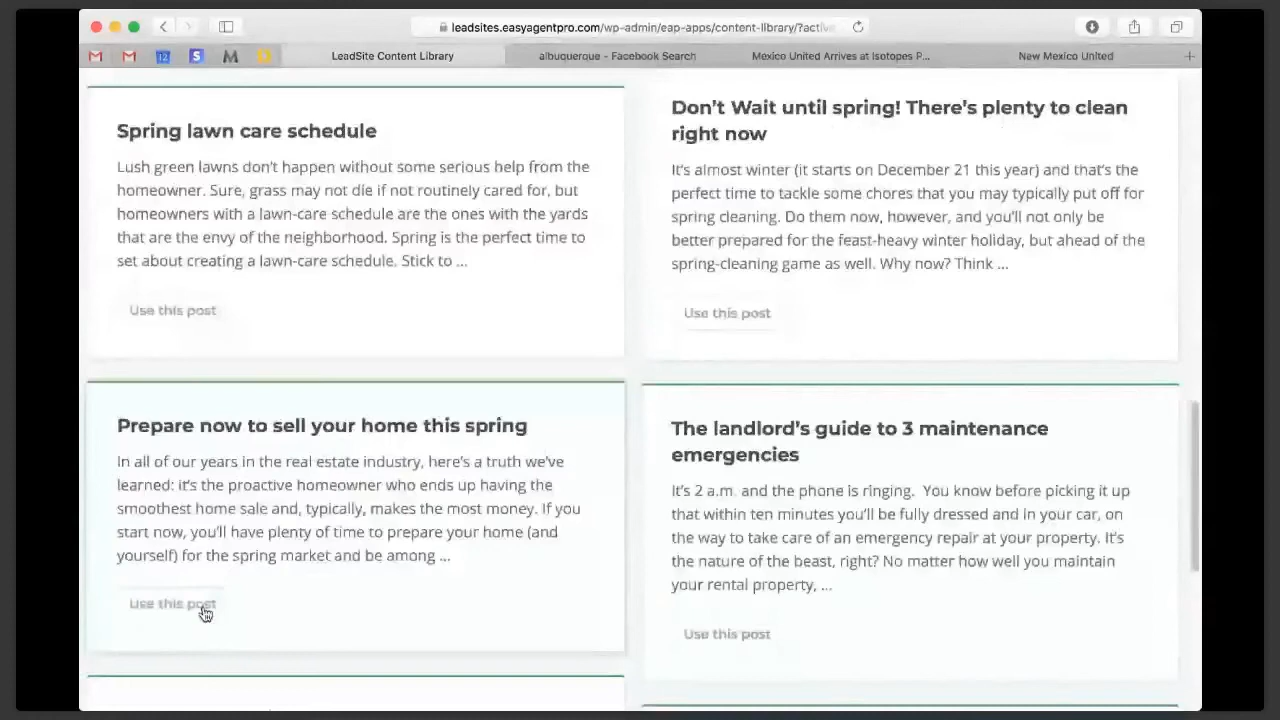 leadsites.easyagentpro.com/wp-admin/eap-apps/content-library/?activ
12
S
M
LeadSite Content Library
albuquerque - Facebook Search
Mexico United Arrives at Isotopes P...
New Mexico United
Spring lawn care schedule
Lush green lawns don't happen without some serious help from the
homeowner. Sure, grass may not die if not routinely cared for, but
homeowners with a lawn-care schedule are the ones with the yards
that are the envy of the neighborhood. Spring is the perfect time to
set about creating a lawn-care schedule. Stick to ...
Use this post
Don't Wait until spring! There's plenty to clean
right now
It's almost winter (it starts on December 21 this year) and that's the
perfect time to tackle some chores that you may typically put off for
spring cleaning. Do them now, however, and you'll not only be
better prepared for the feast-heavy winter holiday, but ahead of the
spring-cleaning game as well. Why now? Think ...
Use this post
Prepare now to sell your home this spring
In all of our years in the real estate industry, here's a truth we've
learned: it's the proactive homeowner who ends up having the
smoothest home sale and, typically, makes the most money. If you
start now, you'll have plenty of time to prepare your home (and
yourself) for the spring market and be among ...
Use this post
The landlord's guide to 3 maintenance
emergencies
It's 2 a.m. and the phone is ringing. You know before picking it up
that within ten minutes you'll be fully dressed and in your car, on
the way to take care of an emergency repair at your property. It's
the nature of the beast, right? No matter how well you maintain
your rental property, ...
Use this post